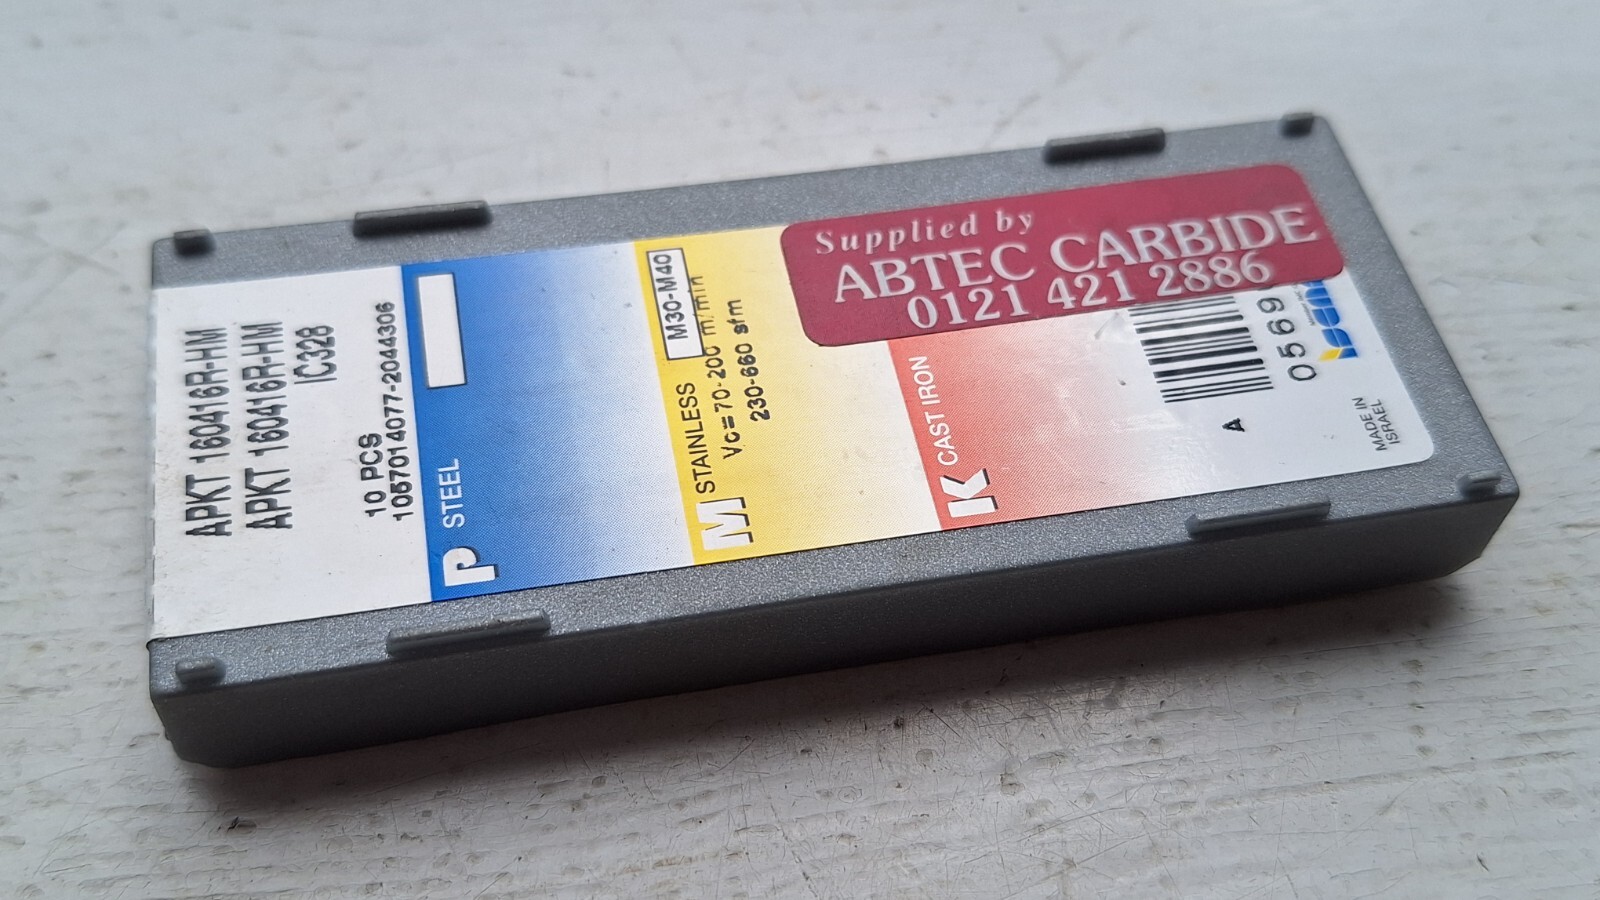 APKT 160416R-HM
APKT 160416R-HM
IC328
10 PCS
1057014077-2044306
P STEEL
M30-M40
M STAINLESS
Vc=70-200 m/min
230-660 sfm
K CAST IRON
Supplied by
ABTEC CARBIDE
0121 421 2886
A
0569
MADE IN
ISRAEL